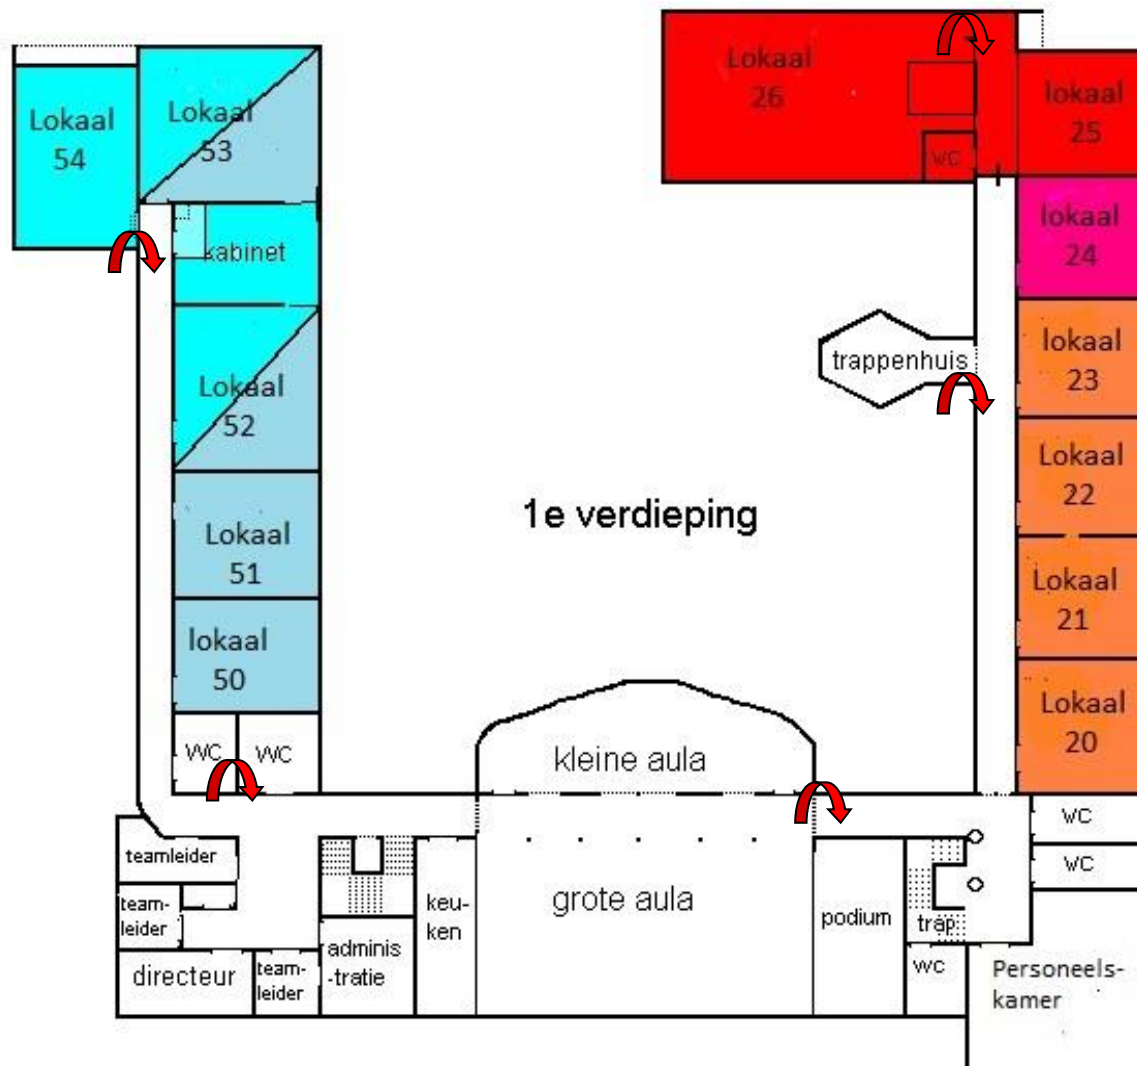 Lokaal
54
Lokaal
53
kabinet
Lokaal
52
Lokaal
51
lokaal
50
WC
WC
Lokaal
26
WC
lokaal
25
lokaal
24
lokaal
23
Lokaal
22
Lokaal
21
Lokaal
20
trappenhuis
1e verdieping
kleine aula
grote aula
teamleider
team-
leider
directeur
team-
leider
adminis
-tratie
keu-
ken
podium
trap
WC
WC
WC
Personeels-
kamer